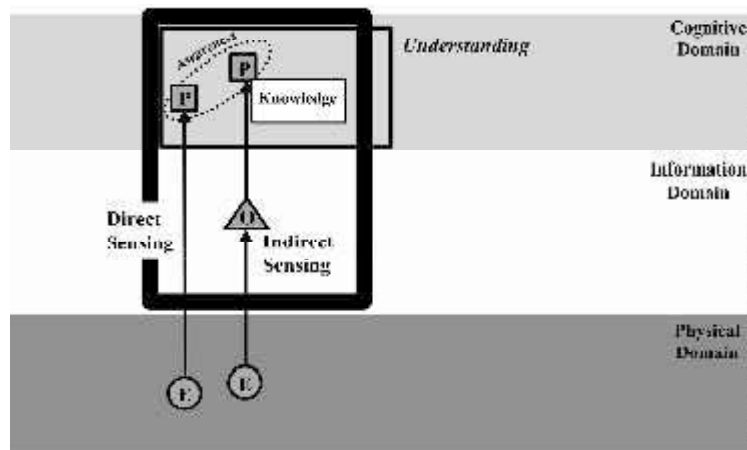 Cognitive
Domain
Understanding
Awareness
P
P
Knowledge
Information
Domain
Direct
Sensing
O
Indirect
Sensing
Physical
Domain
E
E